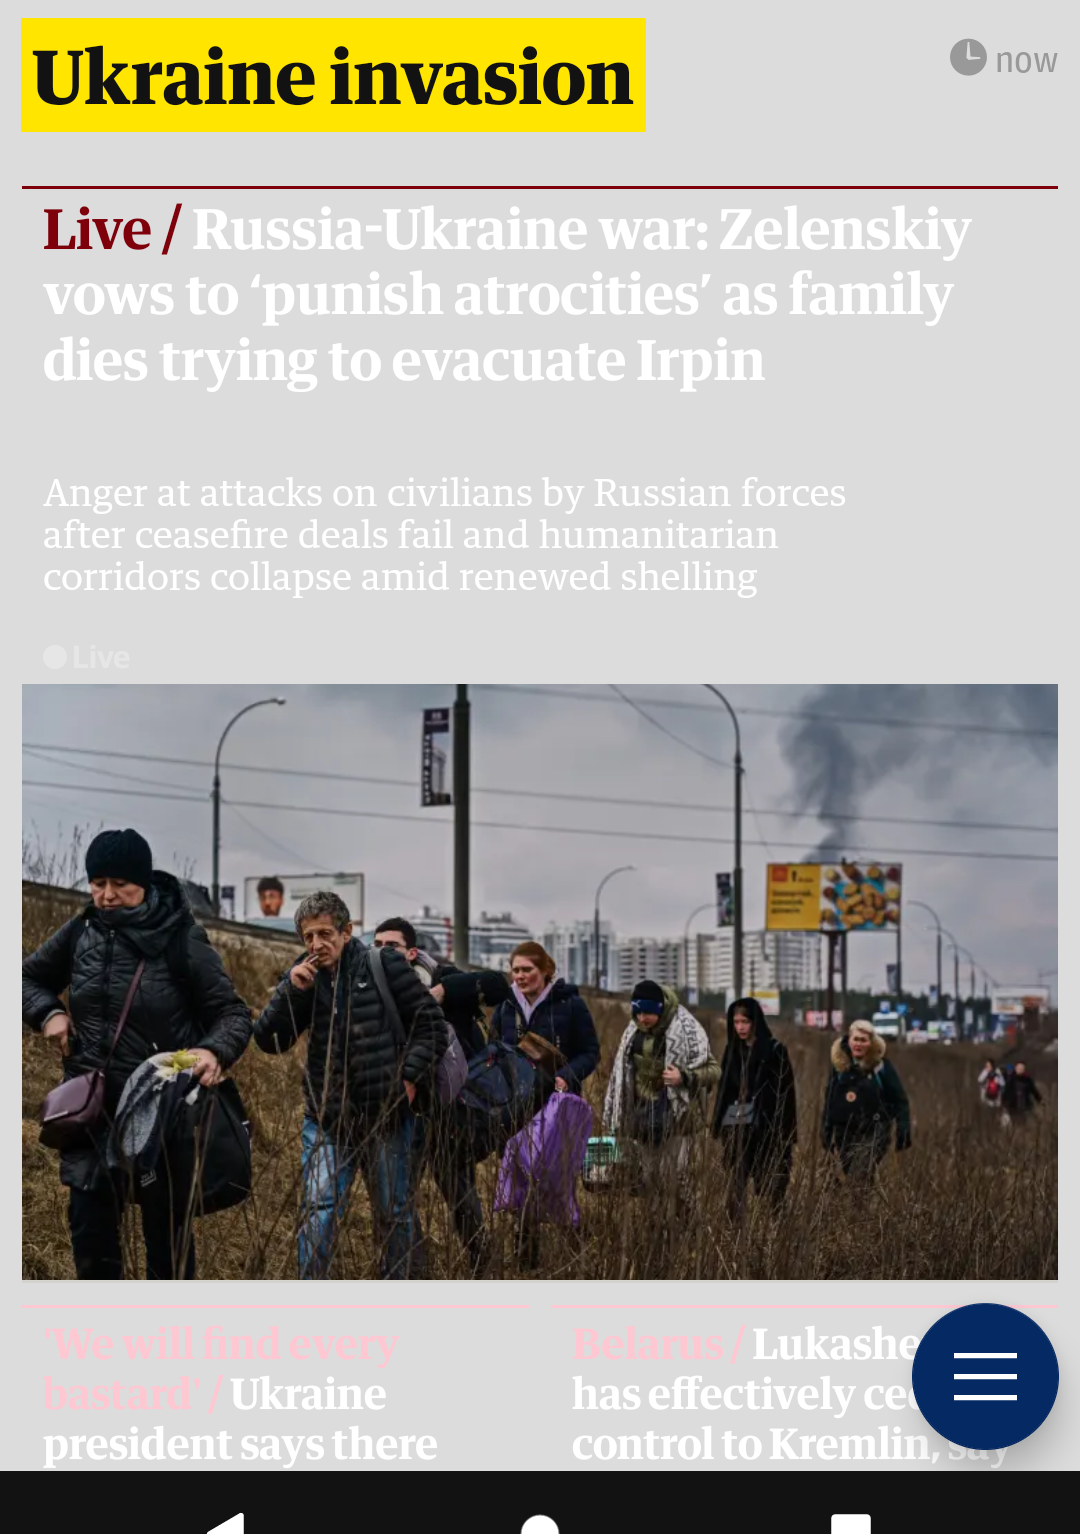 Ukraine invasion
now
Live / Russia-Ukraine war: Zelenskiy
vows to ‘punish atrocities’ as family
dies trying to evacuate Irpin
Anger at attacks on civilians by Russian forces
after ceasefire deals fail and humanitarian
corridors collapse amid renewed shelling
Live
‘We will find every
bastard’ / Ukraine
president says there
Belarus / Lukashe
has effectively ce
control to Kremlin, say